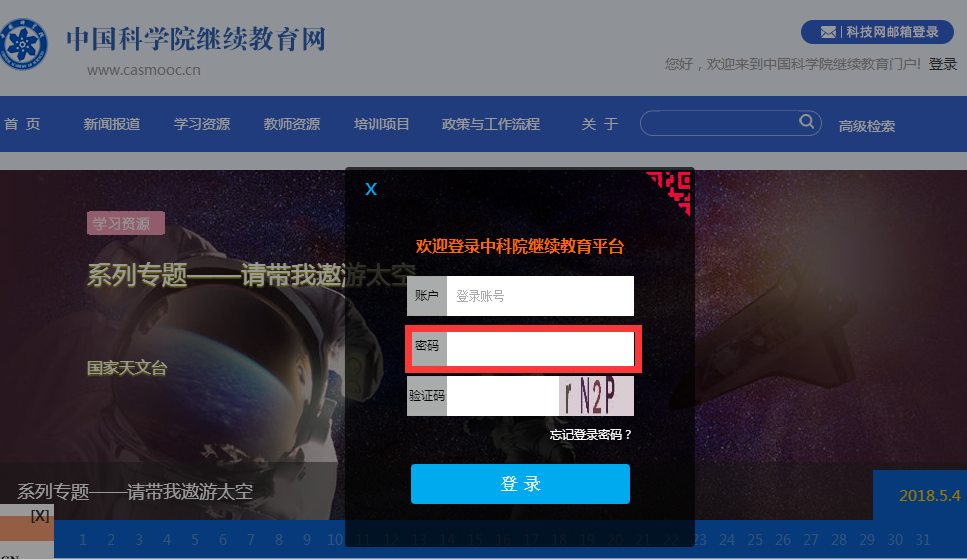 中国科学院继续教育网
www.casmooc.cn
科技网邮箱登录
您好，欢迎来到中国科学院继续教育门户! 登录
首 页 新闻报道 学习资源 教师资源 培训项目 政策与工作流程 关 于 高级检索
X
学习资源
欢迎登录中科院继续教育平台
系列专题——请带我遨游太空
账户 登录账号
密码
国家天文台
验证码 rN2P
忘记登录密码？
登 录
系列专题——请带我遨游太空
2018.5.4
[X]
1 2 3 4 5 6 7 8 9 10 11 12 13 14 15 16 17 18 19 20 21 22 23 24 25 26 27 28 29 30 31